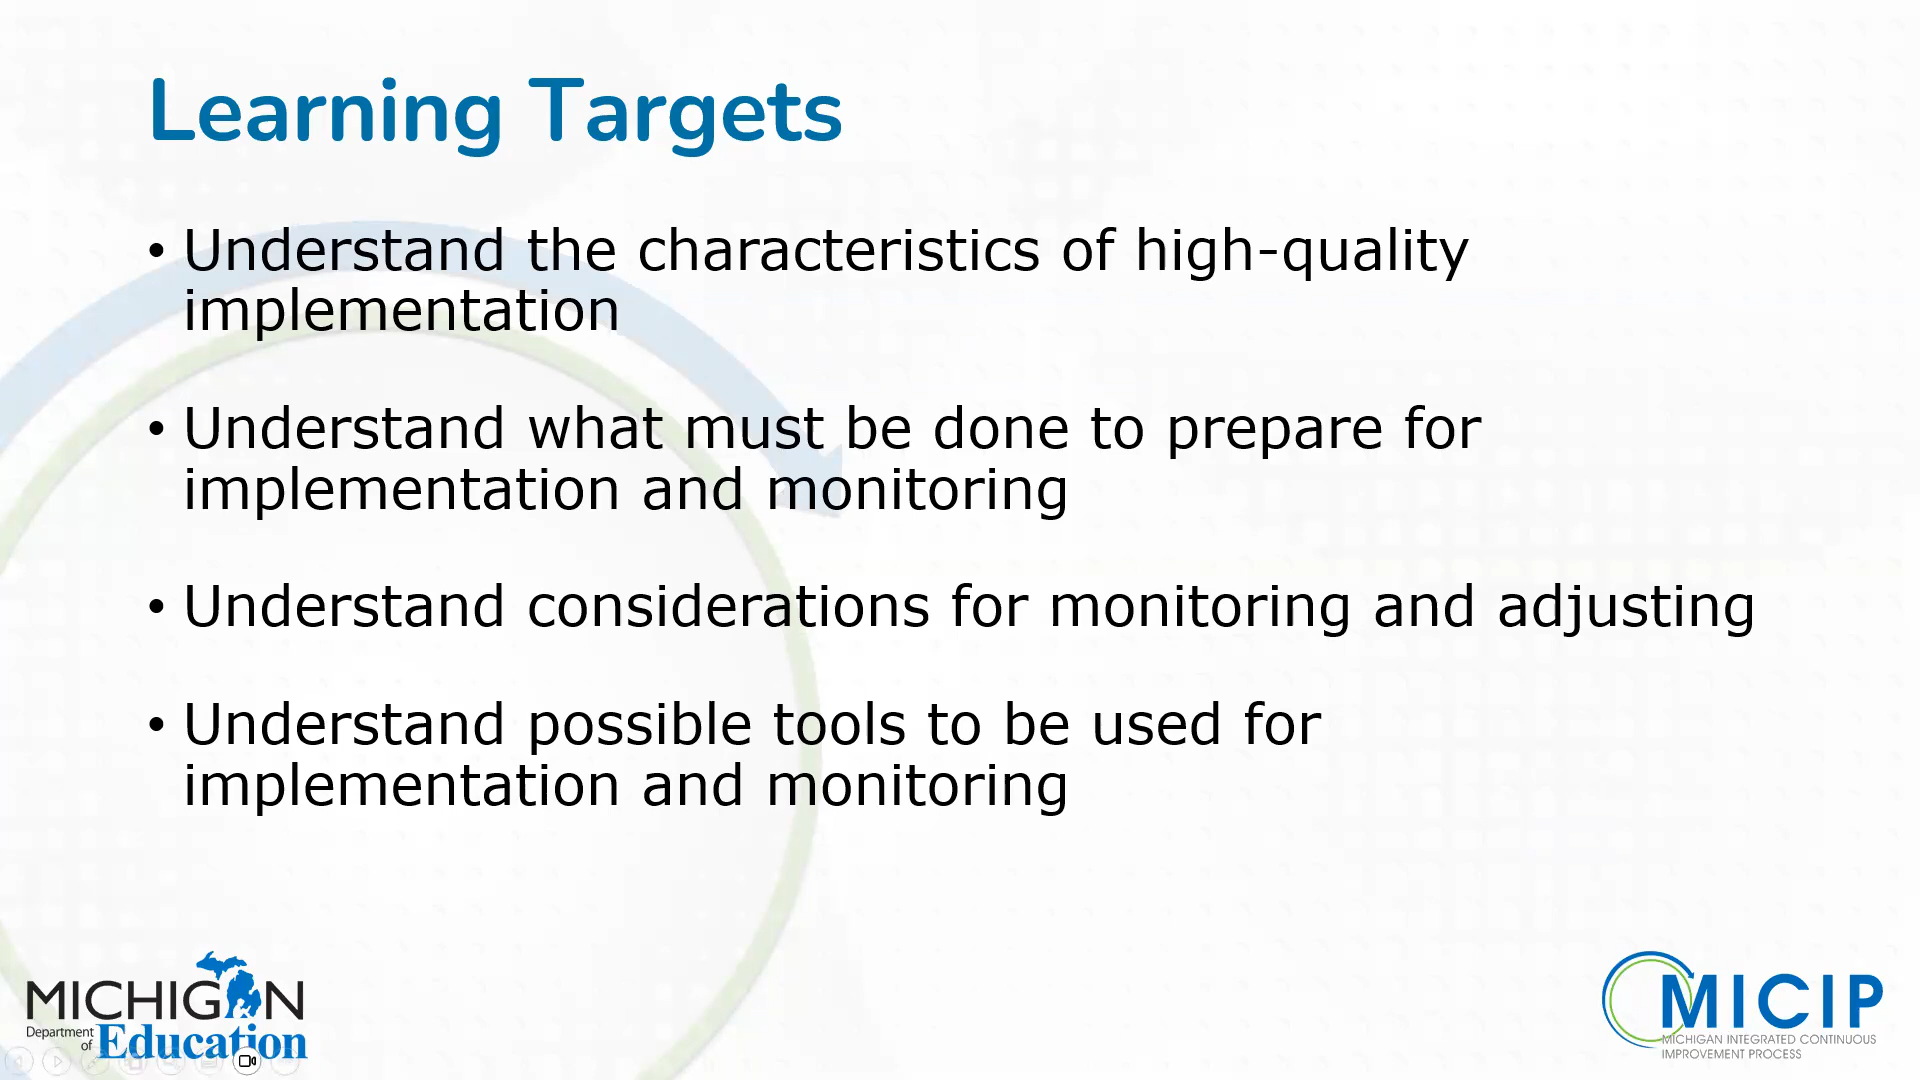 Learning Targets
• Understand the characteristics of high-quality
implementation
• Understand what must be done to prepare for
implementation and monitoring
• Understand considerations for monitoring and adjusting
• Understand possible tools to be used for
implementation and monitoring
MICHIGAN
Department
of Education
MICIP
MICHIGAN INTEGRATED CONTINUOUS
IMPROVEMENT PROCESS